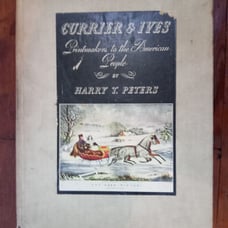 CURRIER & IVES
Printmakers to the American
People
BY
HARRY T. PETERS